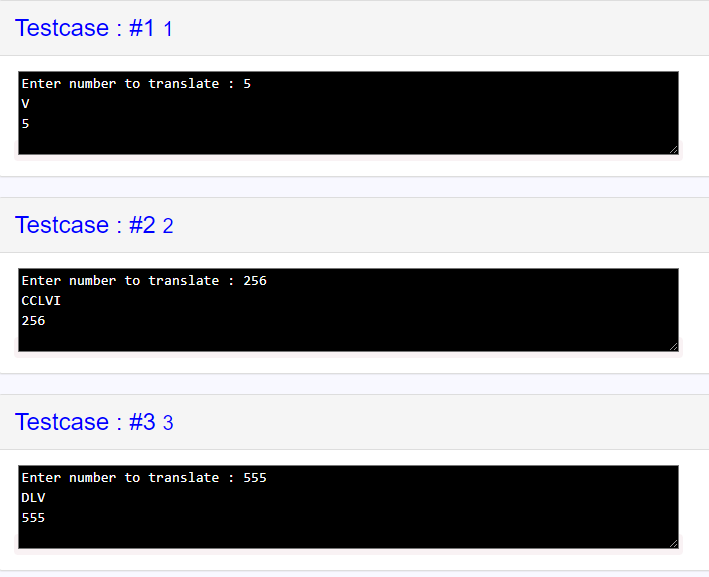 Testcase : #1 1
Enter number to translate : 5
V
5
Testcase : #2 2
Enter number to translate : 256
CCLVI
256
Testcase : #3 3
Enter number to translate : 555
DLV
555